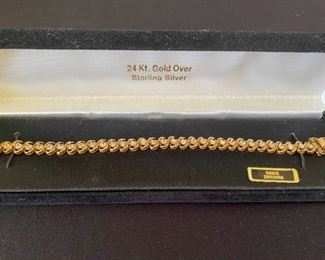 24 Kt. Gold Over
Sterling Silver